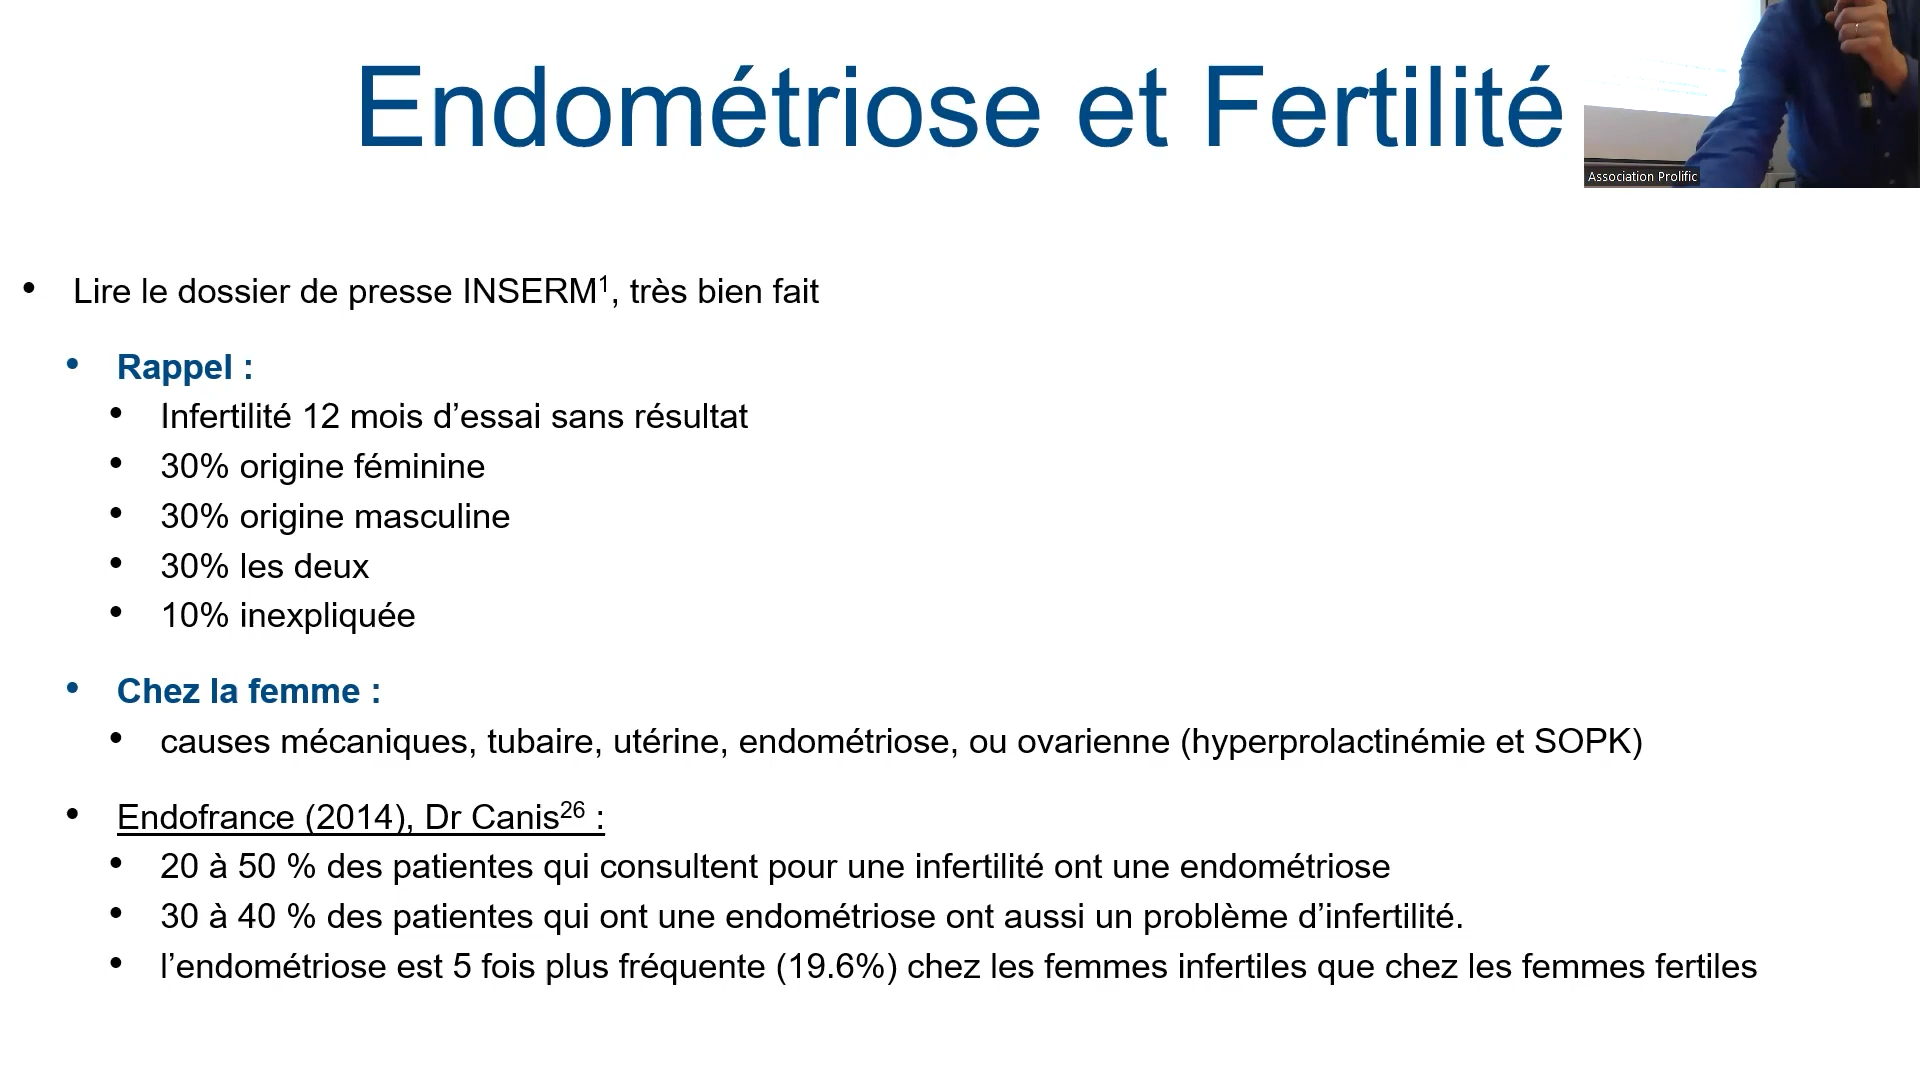 Endométriose et Fertilité
Association Prolific
• Lire le dossier de presse INSERM¹, très bien fait
• Rappel :
• Infertilité 12 mois d’essai sans résultat
• 30% origine féminine
• 30% origine masculine
• 30% les deux
• 10% inexpliquée
• Chez la femme :
• causes mécaniques, tubaire, utérine, endométriose, ou ovarienne (hyperprolactinémie et SOPK)
• Endofrance (2014), Dr Canis²⁶ :
• 20 à 50 % des patientes qui consultent pour une infertilité ont une endométriose
• 30 à 40 % des patientes qui ont une endométriose ont aussi un problème d’infertilité.
• l’endométriose est 5 fois plus fréquente (19.6%) chez les femmes infertiles que chez les femmes fertiles